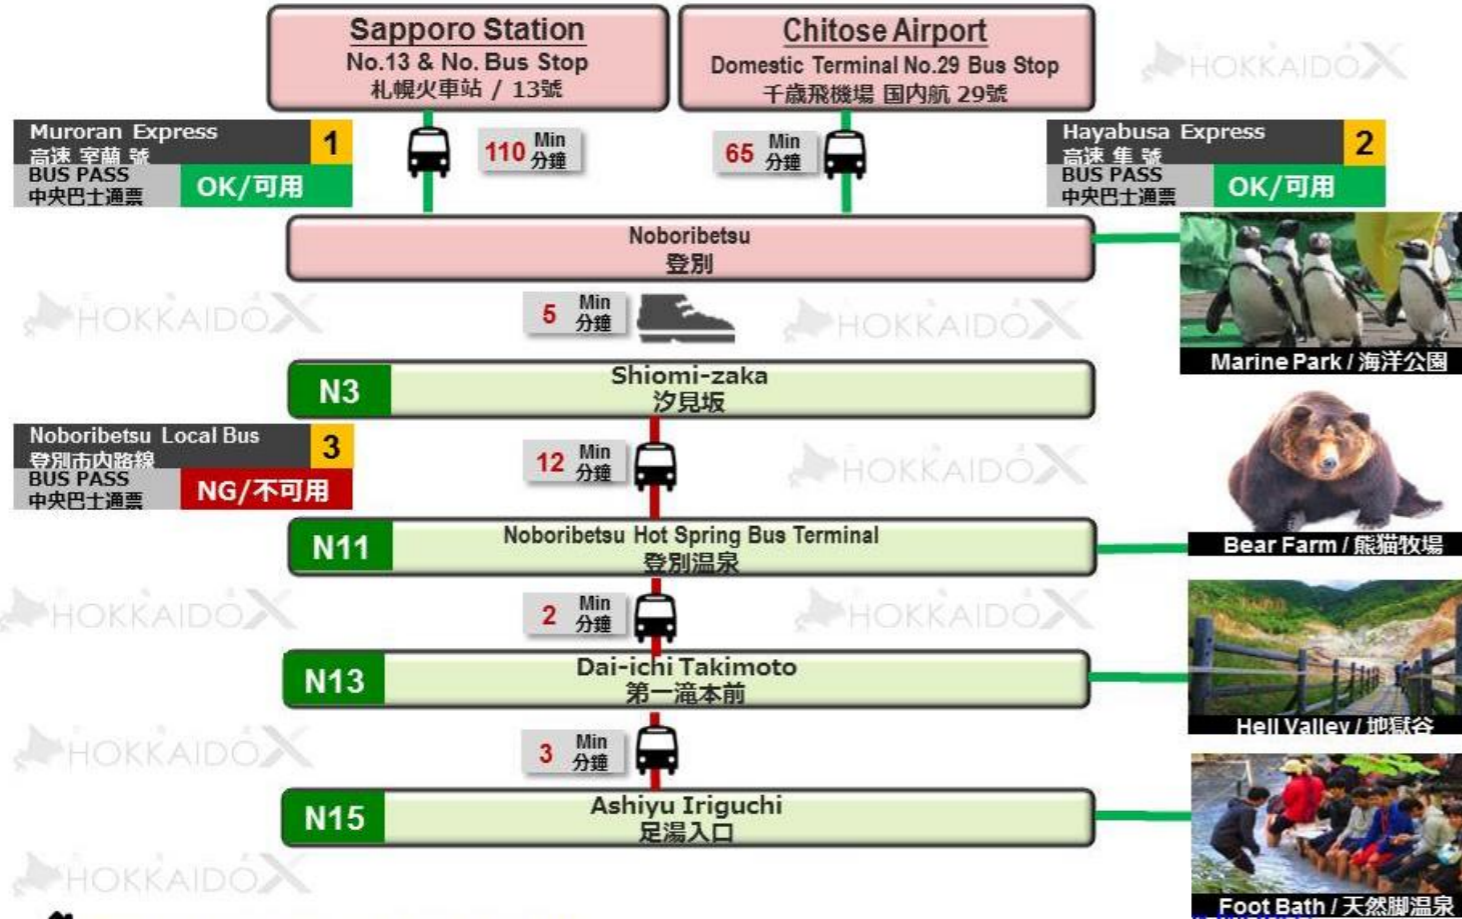 Sapporo Station
No.13 & No. Bus Stop
札幌火車站 / 13號
Chitose Airport
Domestic Terminal No.29 Bus Stop
千歳飛機場 国内航 29號
HOKKAIDO X
Muroran Express
高速 室蘭 號
1
BUS PASS
中央巴士通票
OK/可用
110 Min
分鐘
65 Min
分鐘
Hayabusa Express
高速 隼 號
2
BUS PASS
中央巴士通票
OK/可用
Noboribetsu
登別
Marine Park / 海洋公園
HOKKAIDO X
5 Min
分鐘
HOKKAIDO X
N3
Shiomi-zaka
汐見坂
Noboribetsu Local Bus
登別市内路線
3
BUS PASS
中央巴士通票
NG/不可用
12 Min
分鐘
HOKKAIDO X
N11
Noboribetsu Hot Spring Bus Terminal
登別温泉
Bear Farm / 熊猫牧場
HOKKAIDO X
2 Min
分鐘
HOKKAIDO X
N13
Dai-ichi Takimoto
第一滝本前
Hell Valley / 地獄谷
HOKKAIDO X
3 Min
分鐘
N15
Ashiyu Iriguchi
足湯入口
HOKKAIDO X
Foot Bath / 天然脚温泉